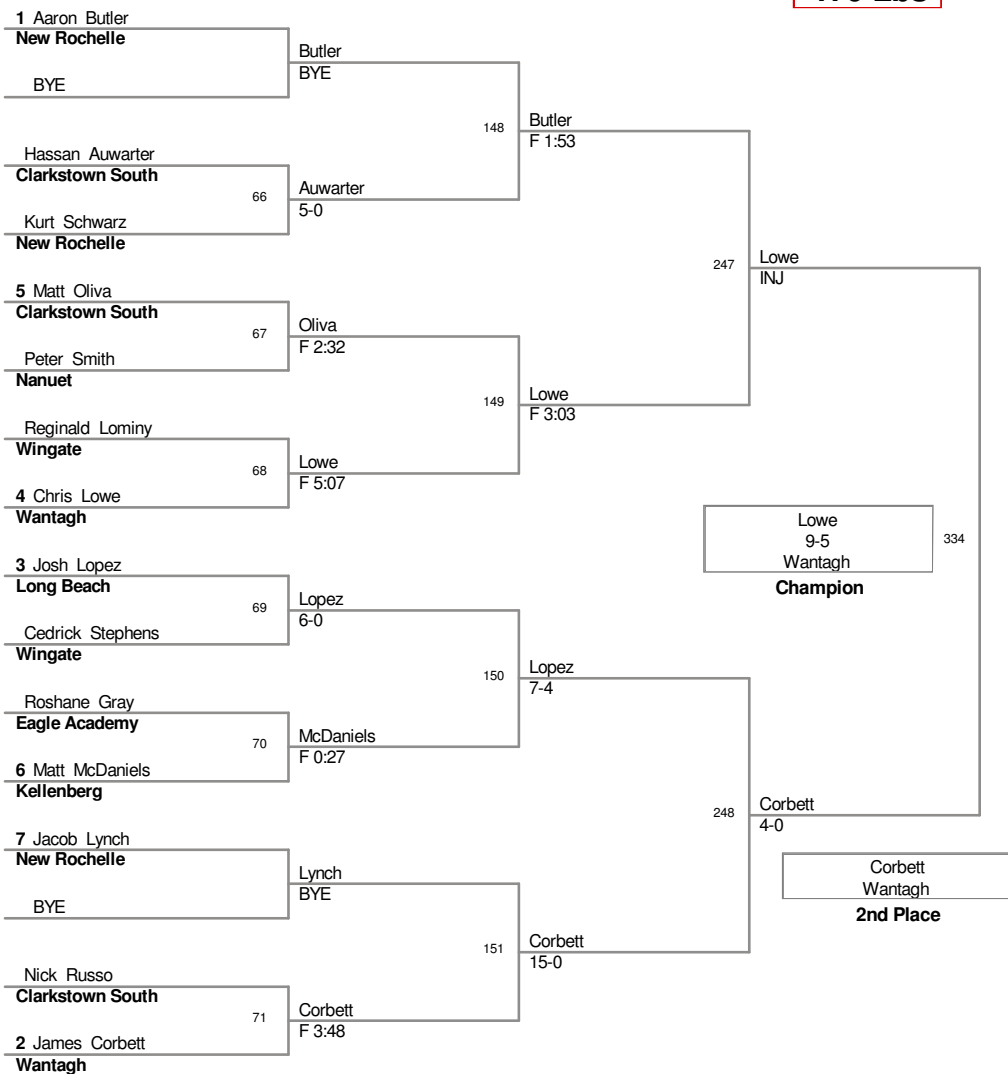 1 Aaron Butler
New Rochelle
BYE
Hassan Auwarter
Clarkstown South
Kurt Schwarz
New Rochelle
5 Matt Oliva
Clarkstown South
Peter Smith
Nanuet
Reginald Lominy
Wingate
4 Chris Lowe
Wantagh
3 Josh Lopez
Long Beach
Cedrick Stephens
Wingate
Roshane Gray
Eagle Academy
6 Matt McDaniels
Kellenberg
7 Jacob Lynch
New Rochelle
BYE
Nick Russo
Clarkstown South
2 James Corbett
Wantagh
66
67
68
69
70
71
Butler
BYE
Auwarter
5-0
Oliva
F 2:32
Lowe
F 5:07
Lopez
6-0
McDaniels
F 0:27
Lynch
BYE
Corbett
F 3:48
148
149
150
151
Butler
F 1:53
Lowe
F 3:03
Lopez
7-4
Corbett
15-0
247
248
Lowe
INJ
Corbett
4-0
334
Lowe
9-5
Wantagh
Champion
Corbett
Wantagh
2nd Place